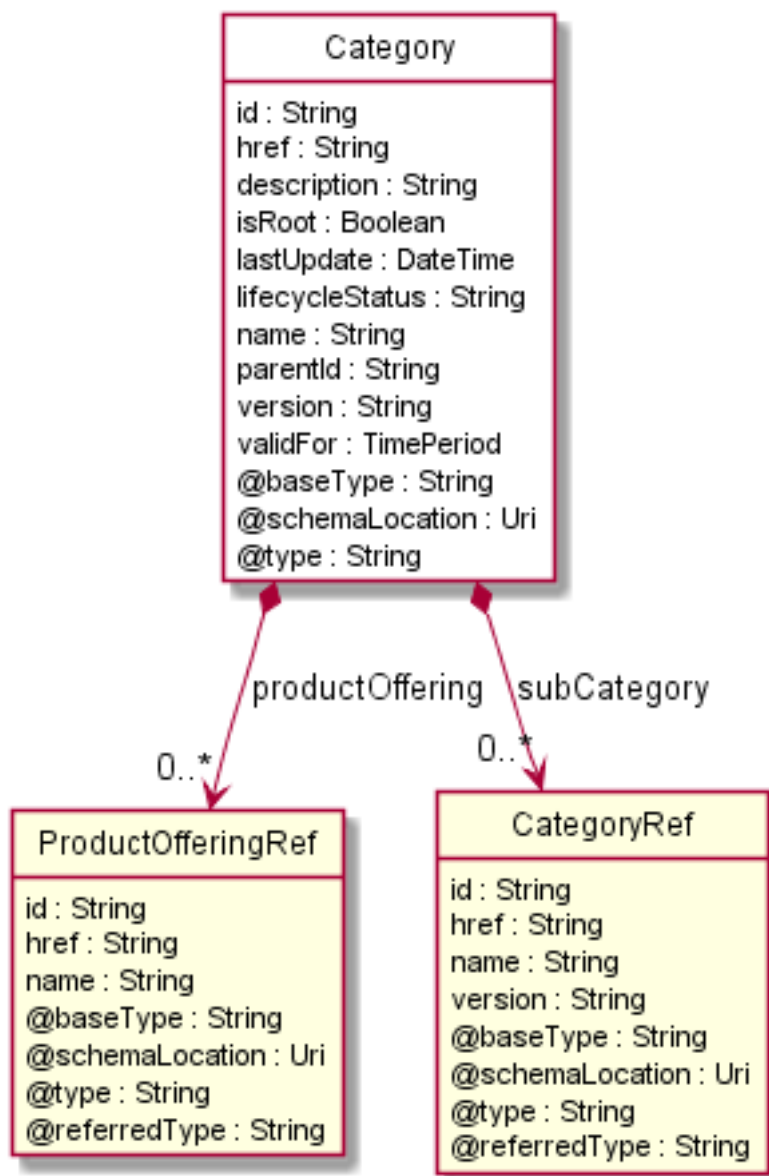 Category
id : String
href : String
description : String
isRoot : Boolean
lastUpdate : DateTime
lifecycleStatus : String
name : String
parentId : String
version : String
validFor : TimePeriod
@baseType : String
@schemaLocation : Uri
@type : String
productOffering
subCategory
0..*
0..*
ProductOfferingRef
id : String
href : String
name : String
@baseType : String
@schemaLocation : Uri
@type : String
@referredType : String
CategoryRef
id : String
href : String
name : String
version : String
@baseType : String
@schemaLocation : Uri
@type : String
@referredType : String